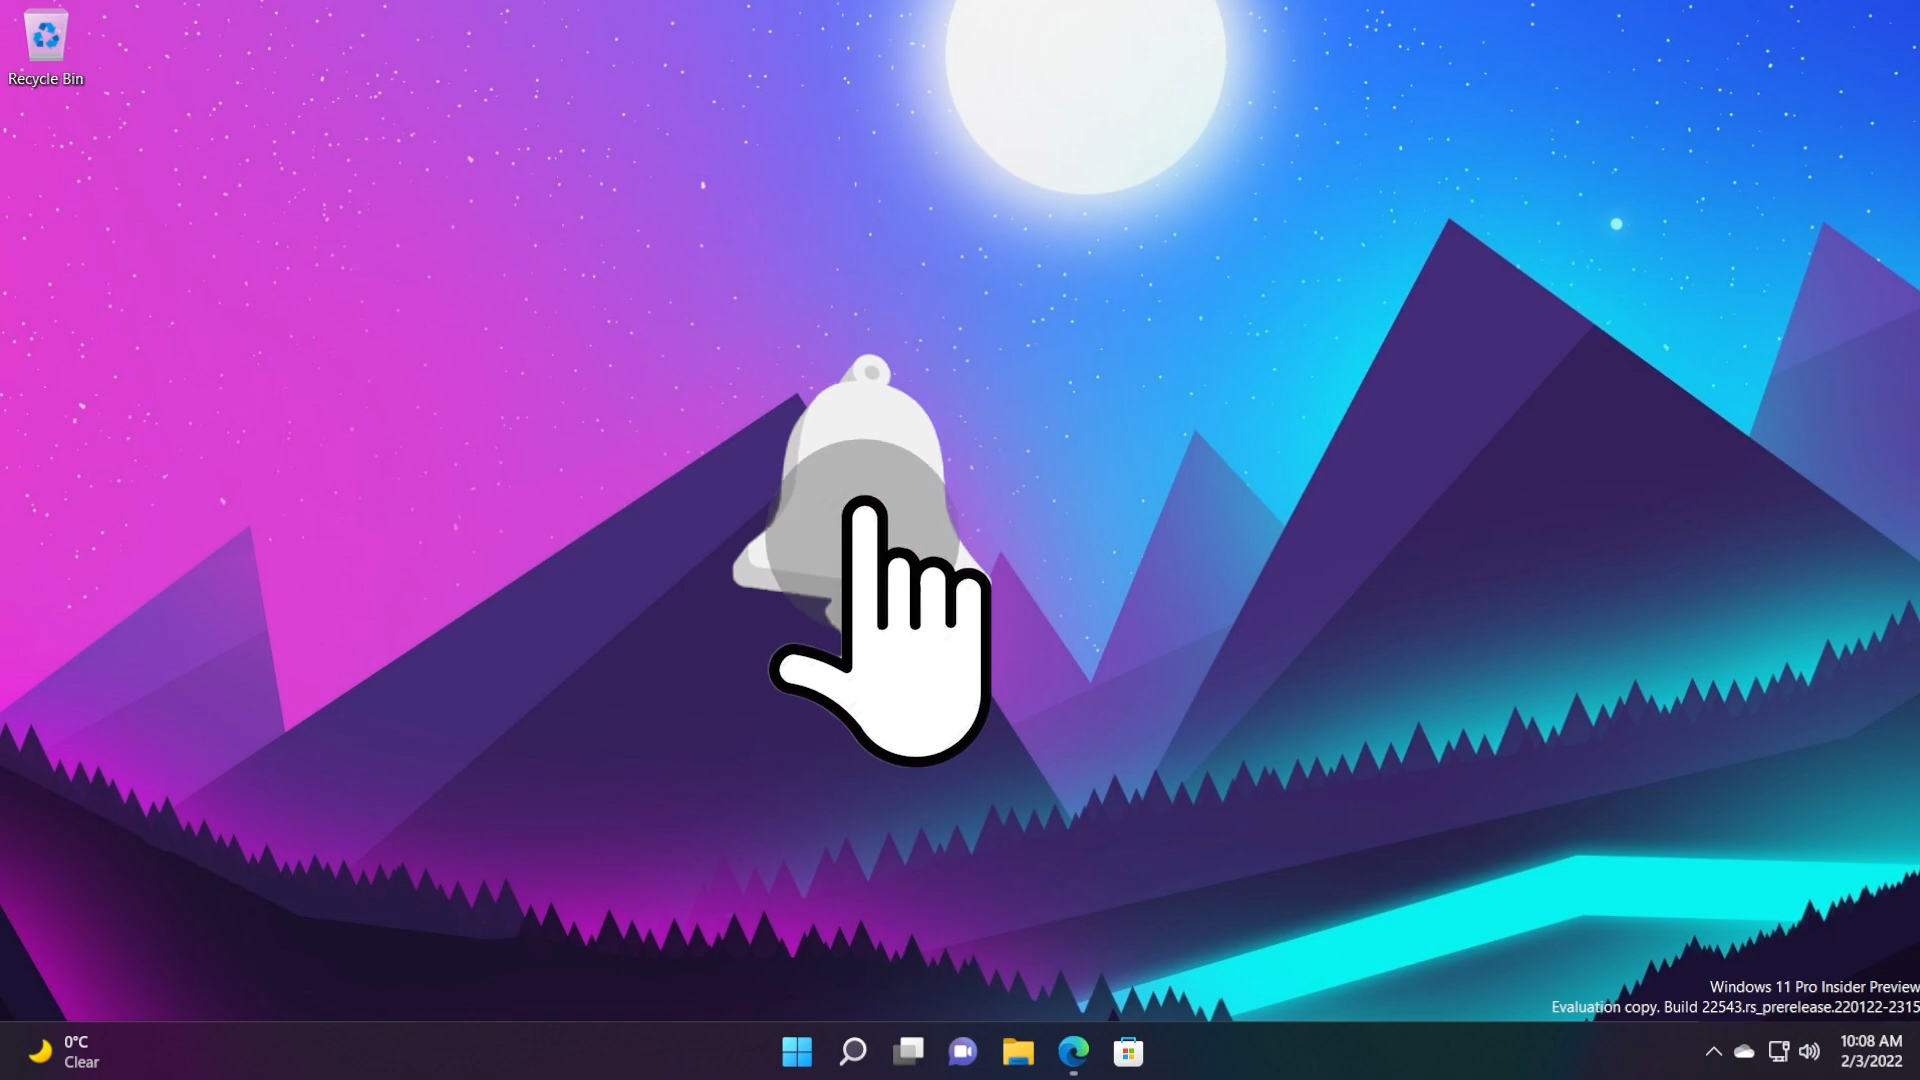 Recycle Bin
Windows 11 Pro Insider Preview
Evaluation copy. Build 22543.rs_prerelease.220122-2315
0°C
Clear
10:08 AM
2/3/2022